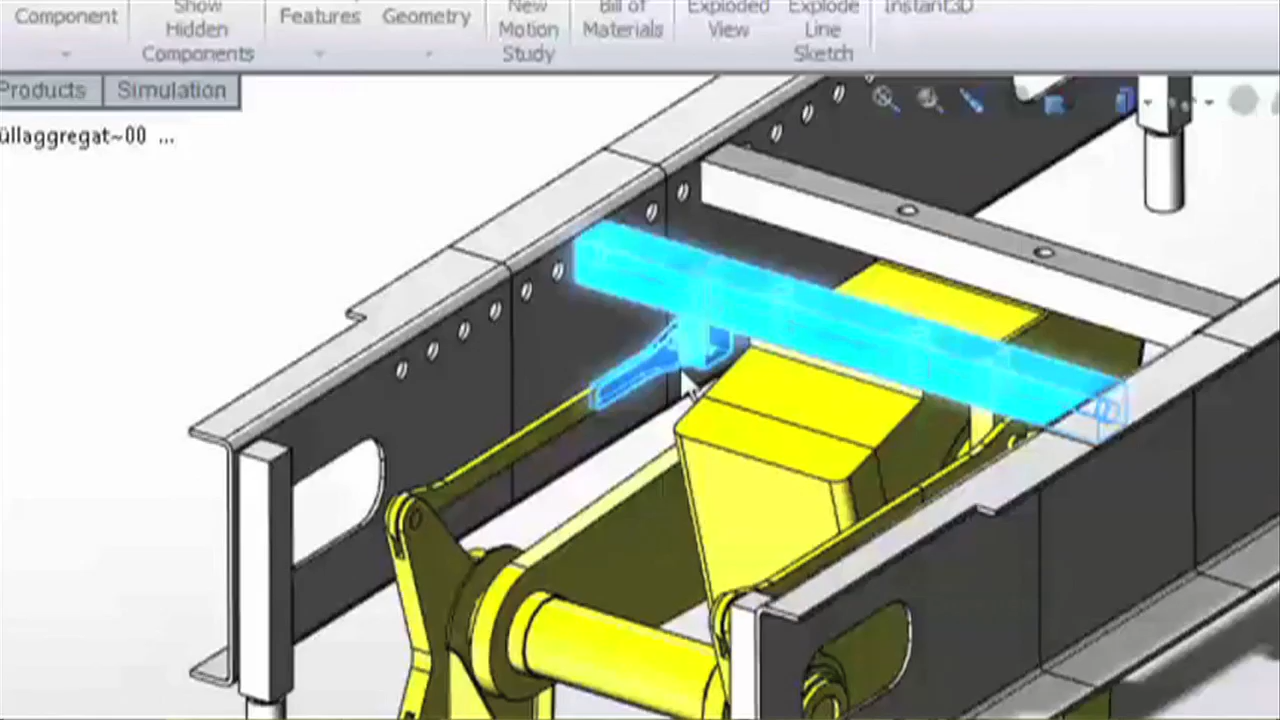 Component
Show
Hidden
Components
Features
Geometry
New
Motion
Study
Bill of
Materials
Exploded
View
Explode
Line
Sketch
Instant3D
Products
Simulation
üllaggregat~00 ...